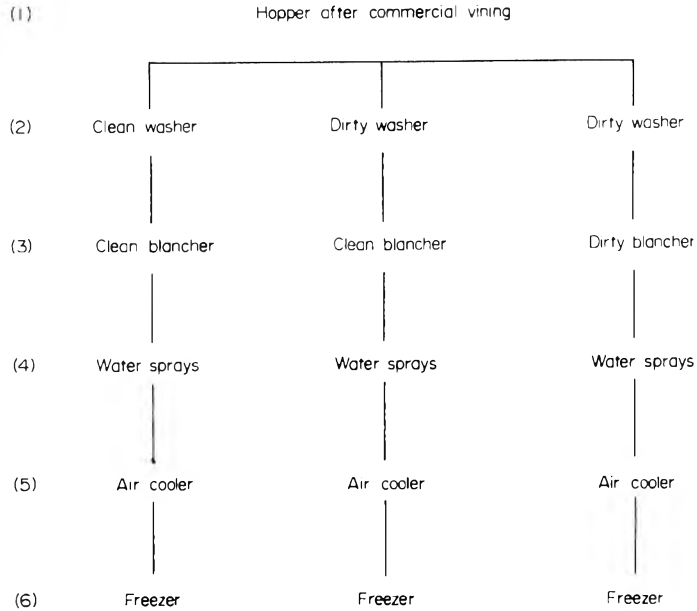 (1) Hopper after commercial vining
(2) Clean washer Dirty washer Dirty washer
(3) Clean blancher Clean blancher Dirty blancher
(4) Water sprays Water sprays Water sprays
(5) Air cooler Air cooler Air cooler
(6) Freezer Freezer Freezer